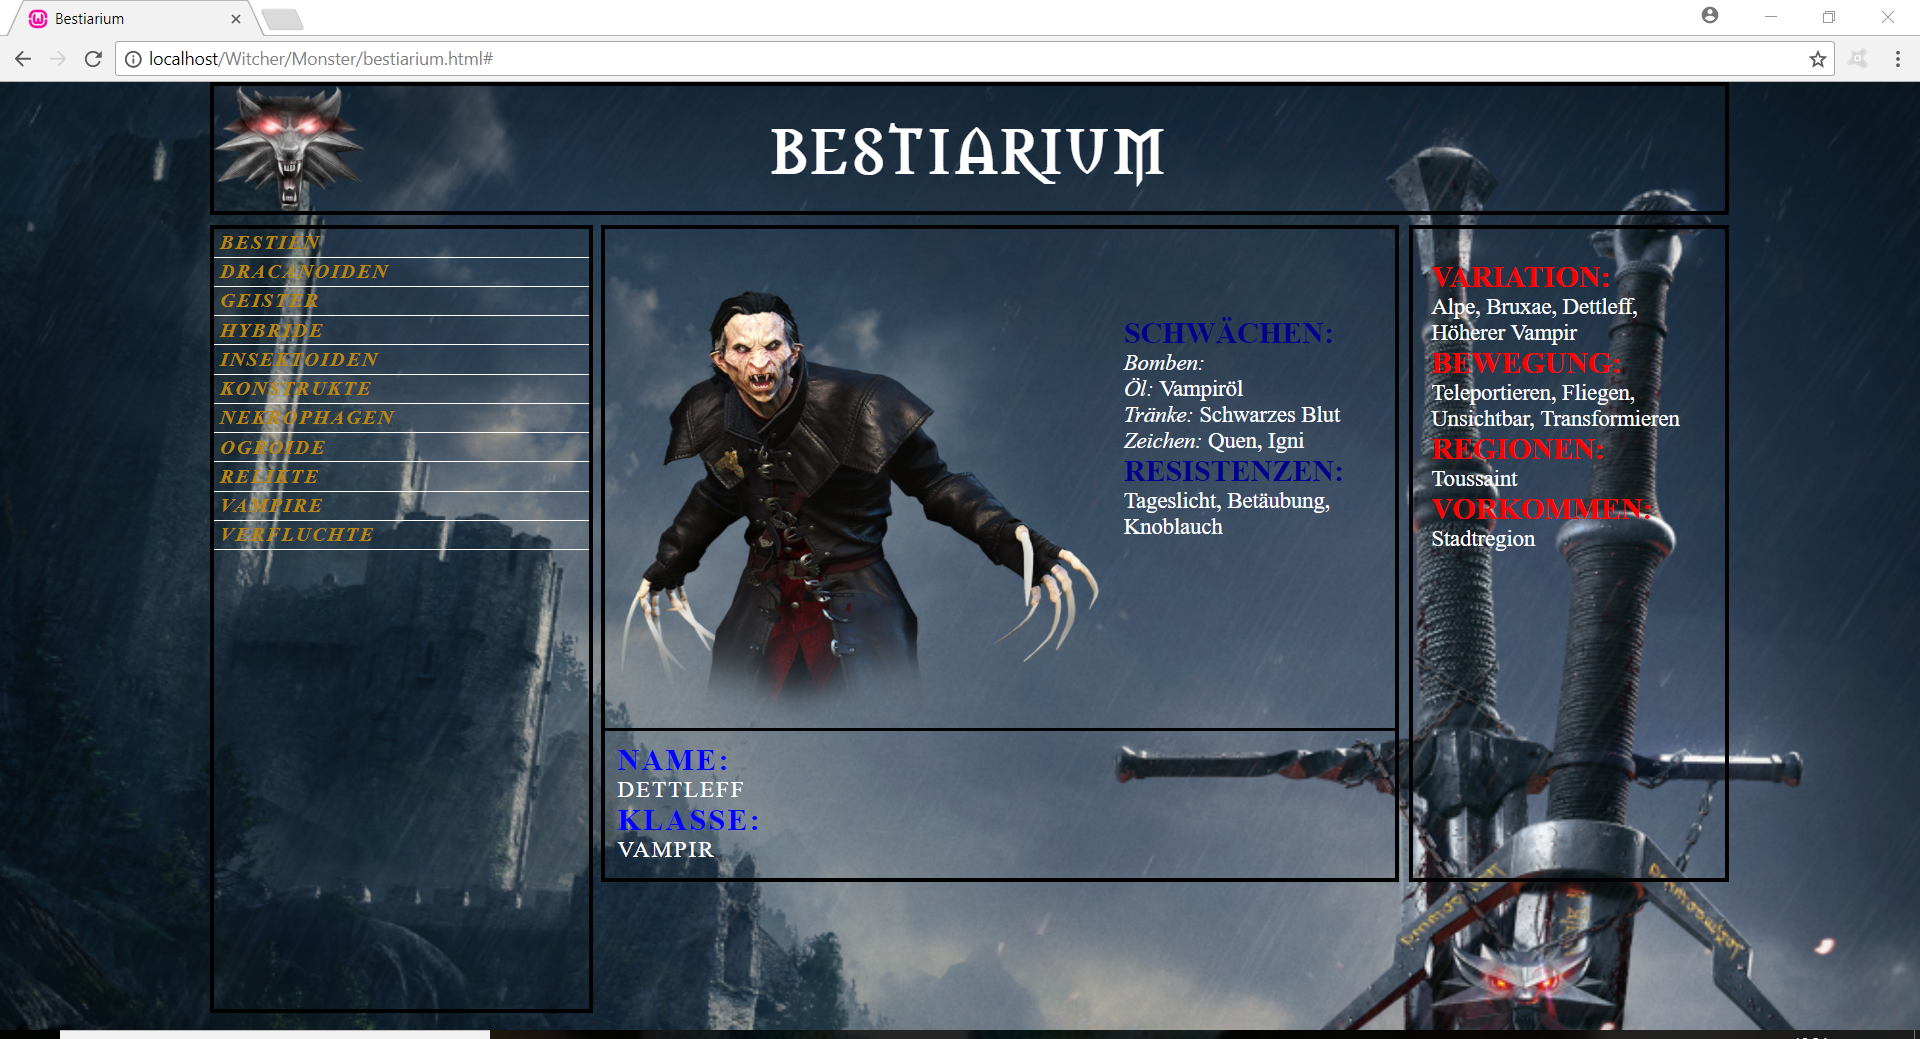 Bestiarium
localhost/Witcher/Monster/bestiarium.html#
BESTIARIUM
BESTIEN
DRACANOIDEN
GEISTER
HYBRIDE
INSEKTOIDEN
KONSTRUKTE
NEKROPHAGEN
OGROIDE
RELIKTE
VAMPIRE
VERFLUCHTE
SCHWÄCHEN:
Bomben:
Öl: Vampiröl
Tränke: Schwarzes Blut
Zeichen: Quen, Igni
RESISTENZEN:
Tageslicht, Betäubung,
Knoblauch
NAME:
DETTLEFF
KLASSE:
VAMPIR
VARIATION:
Alpe, Bruxae, Dettleff,
Höherer Vampir
BEWEGUNG:
Teleportieren, Fliegen,
Unsichtbar, Transformieren
REGIONEN:
Toussaint
VORKOMMEN:
Stadtregion